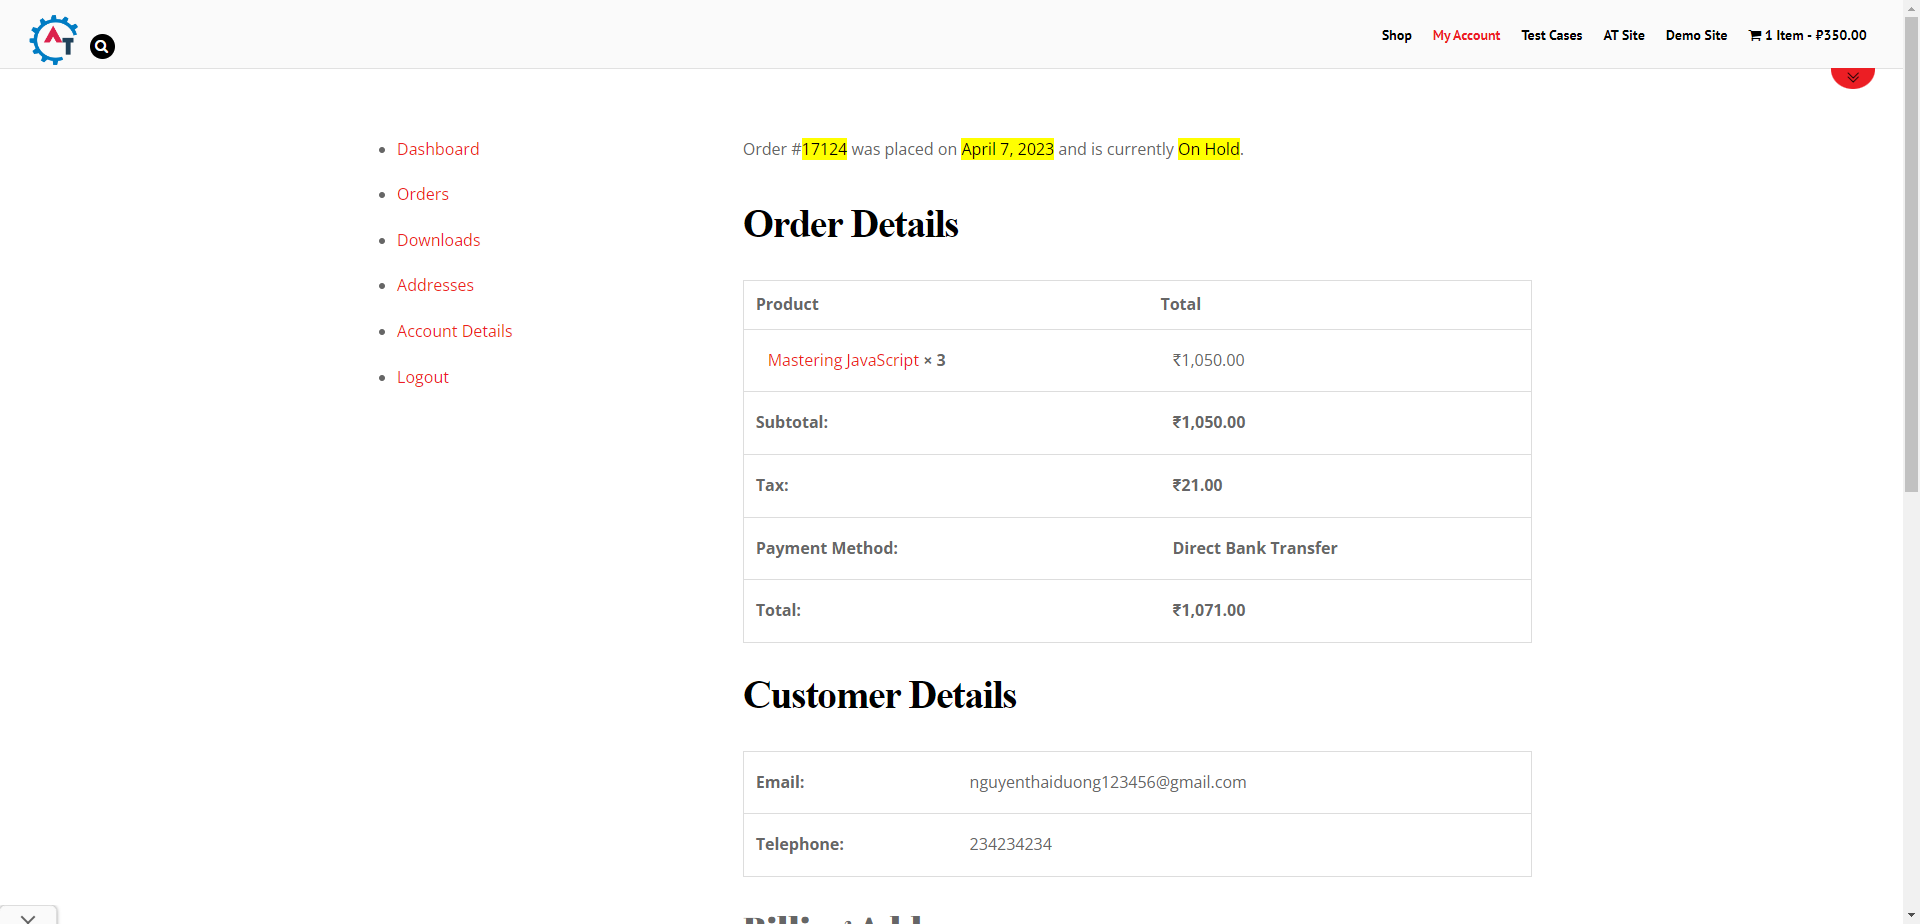 AT
Shop My Account Test Cases AT Site Demo Site 1 Item - ₽350.00
Dashboard
Orders
Downloads
Addresses
Account Details
Logout
Order #17124 was placed on April 7, 2023 and is currently On Hold.
Order Details
Product Total
Mastering JavaScript × 3 ₹1,050.00
Subtotal: ₹1,050.00
Tax: ₹21.00
Payment Method: Direct Bank Transfer
Total: ₹1,071.00
Customer Details
Email: nguyenthaiduong123456@gmail.com
Telephone: 234234234